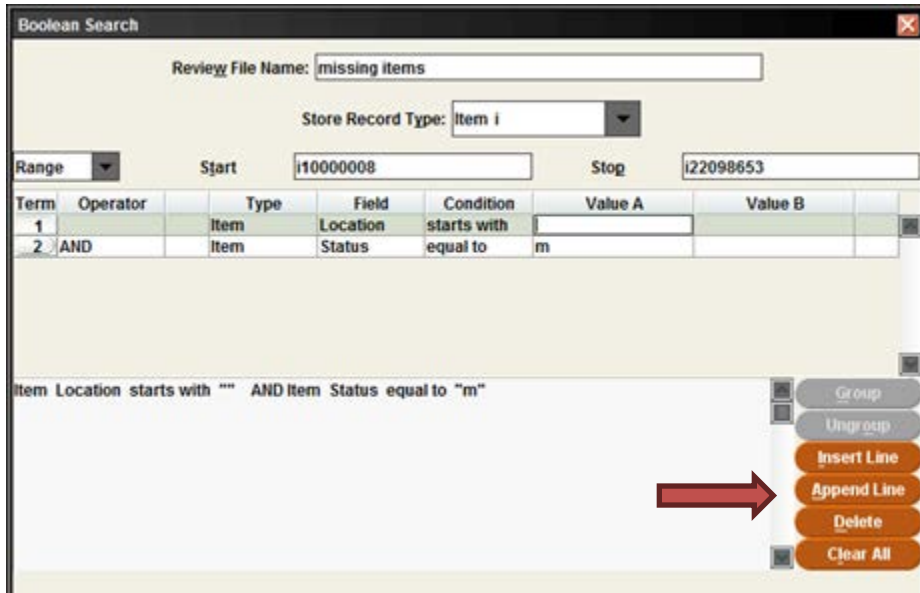 Boolean Search
Review File Name: missing items
Store Record Type: Item i
Range Start i10000008 Stop i22098653
Term Operator Type Field Condition Value A Value B
1 Item Location starts with
2 AND Item Status equal to m
Item Location starts with "" AND Item Status equal to "m"
Group
Ungroup
Insert Line
Append Line
Delete
Clear All